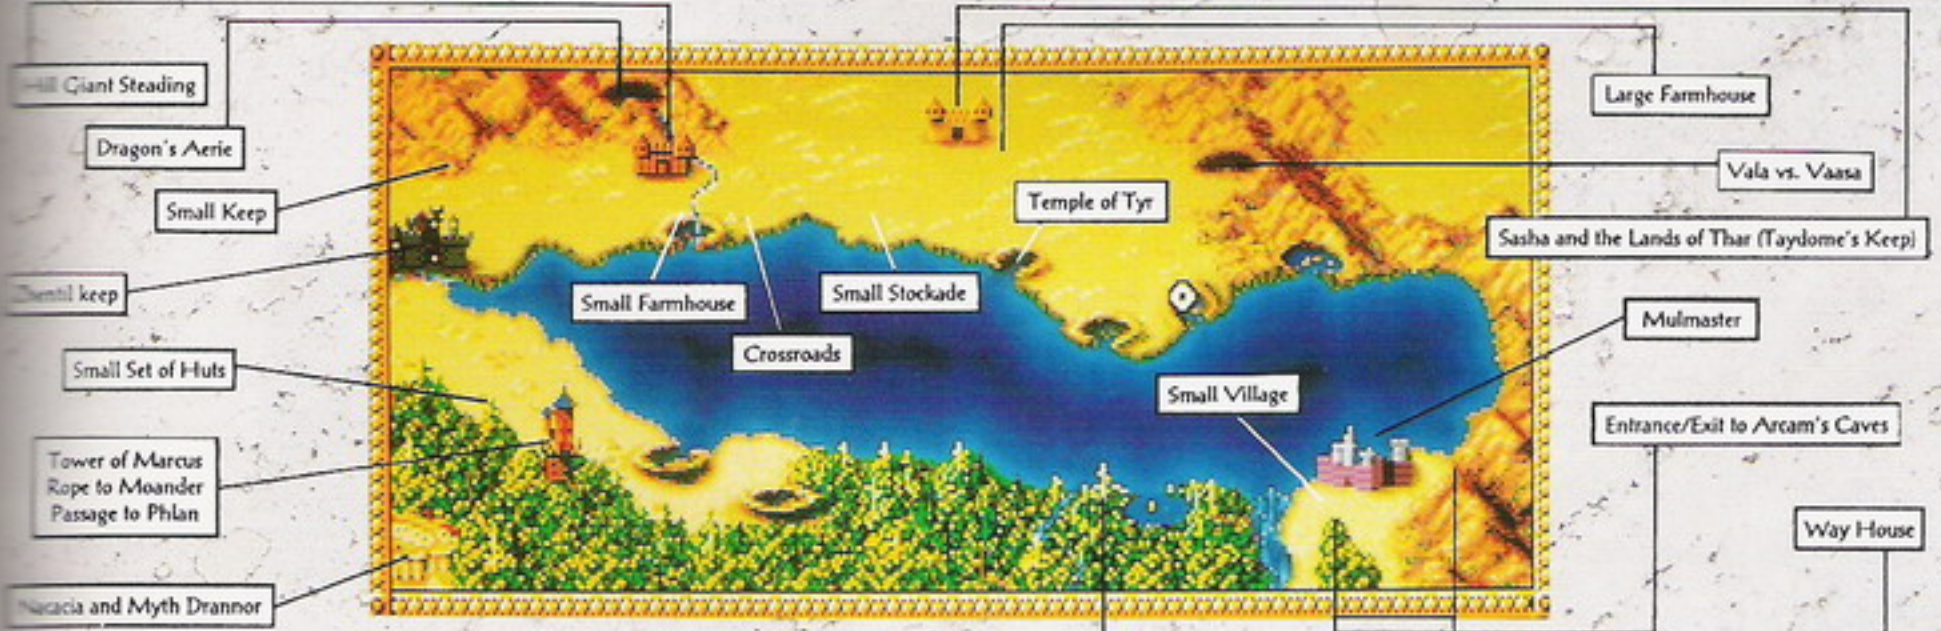 Giant Steading
Dragon's Aerie
Small Keep
keep
Small Set of Huts
Tower of Marcus
Rope to Moander
Passage to Phlan
and Myth Drannor
Small Farmhouse
Crossroads
Small Stockade
Temple of Tyr
Small Village
Large Farmhouse
Vala vs. Vaasa
Sasha and the Lands of Thar (Taydome's Keep)
Mulmaster
Entrance/Exit to Arcam's Caves
Way House